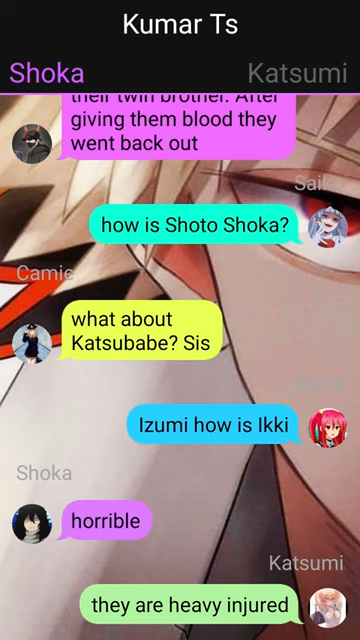 Kumar Ts
Shoka Katsumi
their twin brother. After
giving them blood they
went back out
how is Shoto Shoka?
Camie
what about
Katsubabe? Sis
Izumi how is Ikki
Shoka
horrible
Katsumi
they are heavy injured